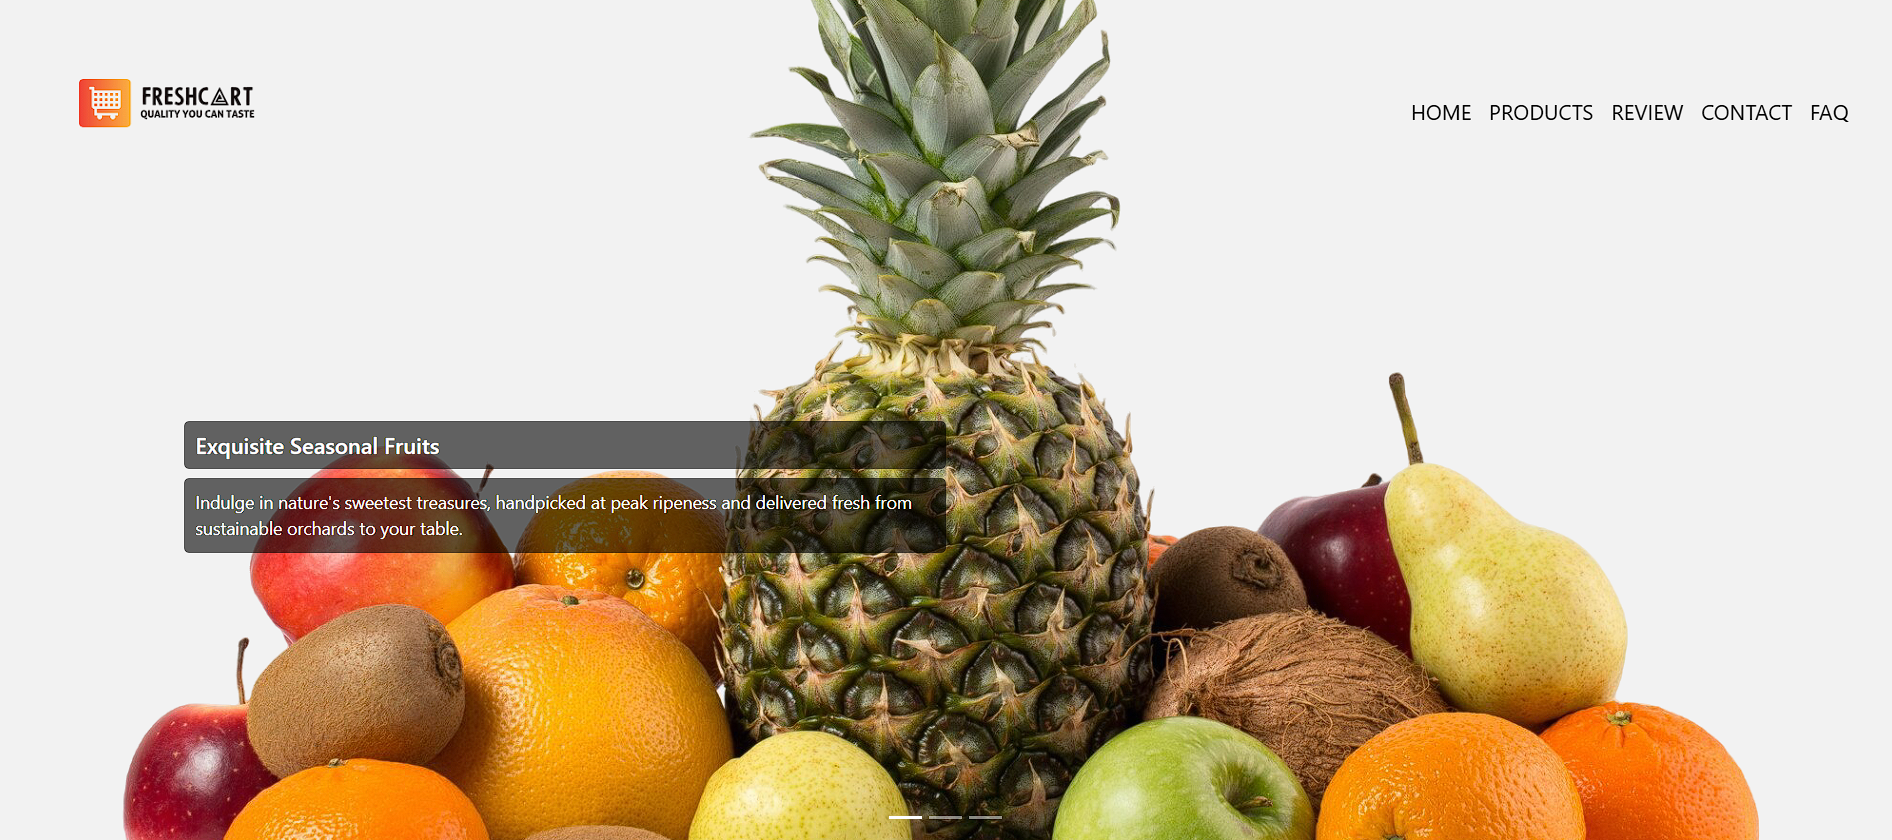 FRESHCART
QUALITY YOU CAN TASTE
HOME PRODUCTS REVIEW CONTACT FAQ
Exquisite Seasonal Fruits
Indulge in nature's sweetest treasures, handpicked at peak ripeness and delivered fresh from
sustainable orchards to your table.